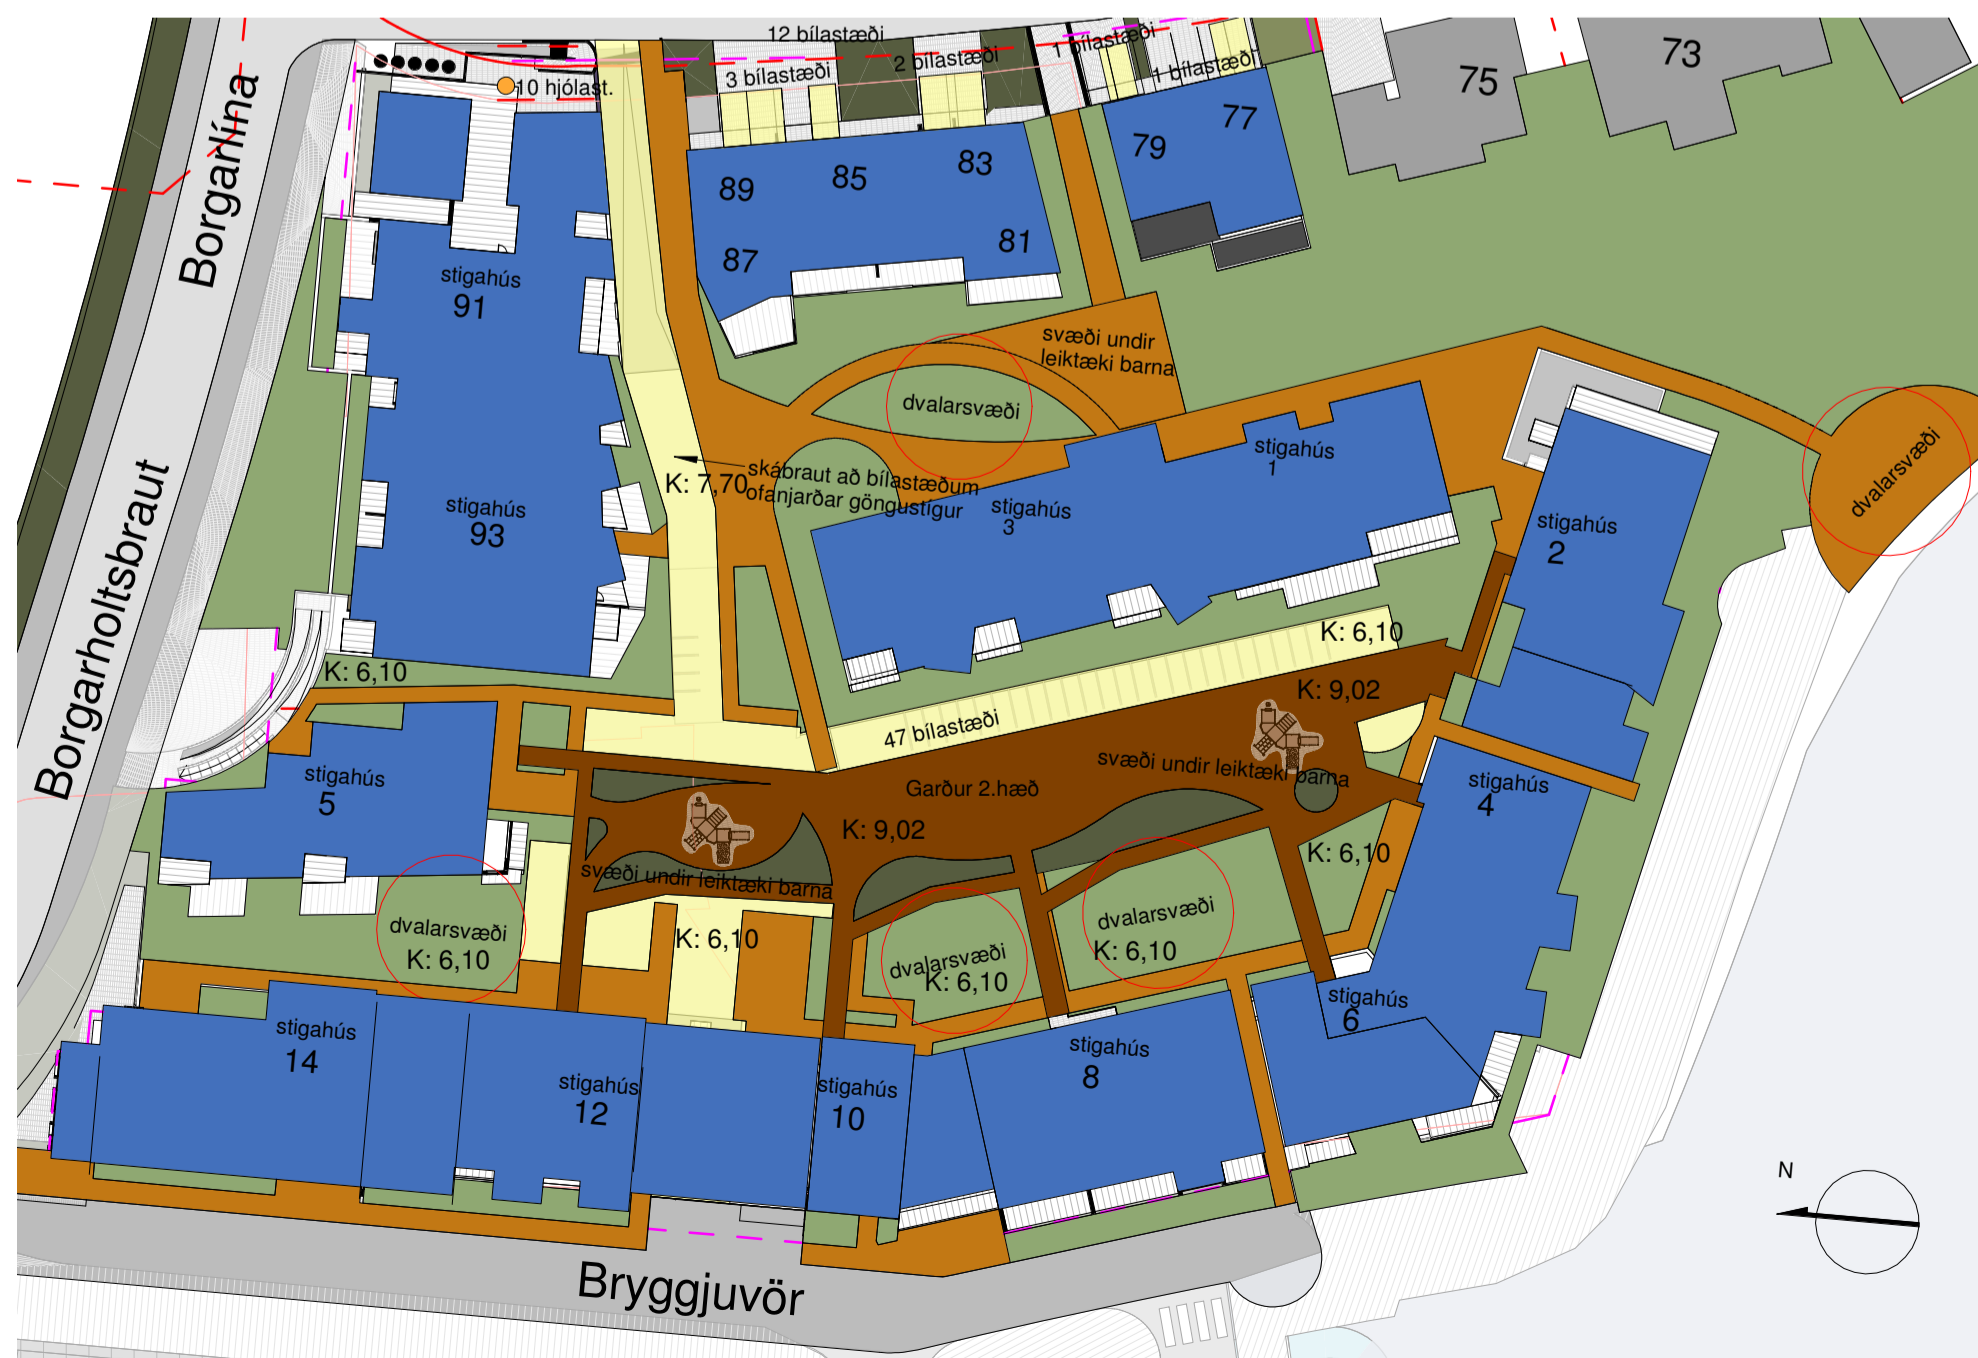 12 bílastæði
3 bílastæði
2 bílastæði
1 bílastæði
1 bílastæði
10 hjólast.
75
73
77
79
83
85
89
81
87
Borgarlína
Borgarholtsbraut
stigahús
91
stigahús
93
svæði undir
leiktæki barna
dvalarsvæði
dvalarsvæði
skábraut að bílastæðum
ofanjarðar göngustígur
K: 7,70
stigahús
1
stigahús
3
stigahús
2
K: 6,10
K: 6,10
K: 9,02
47 bílastæði
svæði undir leiktæki barna
Garður 2.hæð
K: 9,02
stigahús
5
stigahús
4
K: 6,10
svæði undir leiktæki barna
dvalarsvæði
K: 6,10
K: 6,10
dvalarsvæði
K: 6,10
dvalarsvæði
K: 6,10
stigahús
6
stigahús
14
stigahús
12
stigahús
10
stigahús
8
N
Bryggjuvör